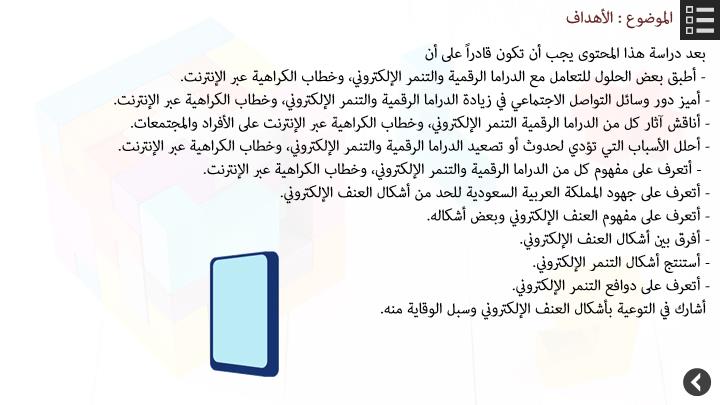 الموضوع : الأهداف
بعد دراسة هذا المحتوى يجب أن تكون قادراً على أن
- أطبق بعض الحلول للتعامل مع الدراما الرقمية والتنمر الإلكتروني، وخطاب الكراهية عبر الإنترنت.
- أميز دور وسائل التواصل الاجتماعي في زيادة الدراما الرقمية والتنمر الإلكتروني، وخطاب الكراهية عبر الإنترنت.
- أناقش آثار كل من الدراما الرقمية التنمر الإلكتروني، وخطاب الكراهية عبر الإنترنت على الأفراد والمجتمعات.
- أحلل الأسباب التي تؤدي لحدوث أو تصعيد الدراما الرقمية والتنمر الإلكتروني، وخطاب الكراهية عبر الإنترنت.
- أتعرف على مفهوم كل من الدراما الرقمية والتنمر الإلكتروني، وخطاب الكراهية عبر الإنترنت.
- أتعرف على جهود المملكة العربية السعودية للحد من أشكال العنف الإلكتروني.
- أتعرف على مفهوم العنف الإلكتروني وبعض أشكاله.
- أفرق بين أشكال العنف الإلكتروني.
- أستنتج أشكال التنمر الإلكتروني.
- أتعرف على دوافع التنمر الإلكتروني.
أشارك في التوعية بأشكال العنف الإلكتروني وسبل الوقاية منه.